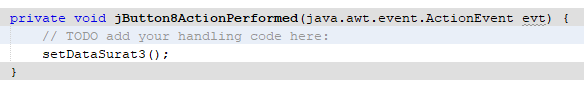 private void jButton8ActionPerformed(java.awt.event.ActionEvent evt) {
// TODO add your handling code here:
setDataSurat3();
}